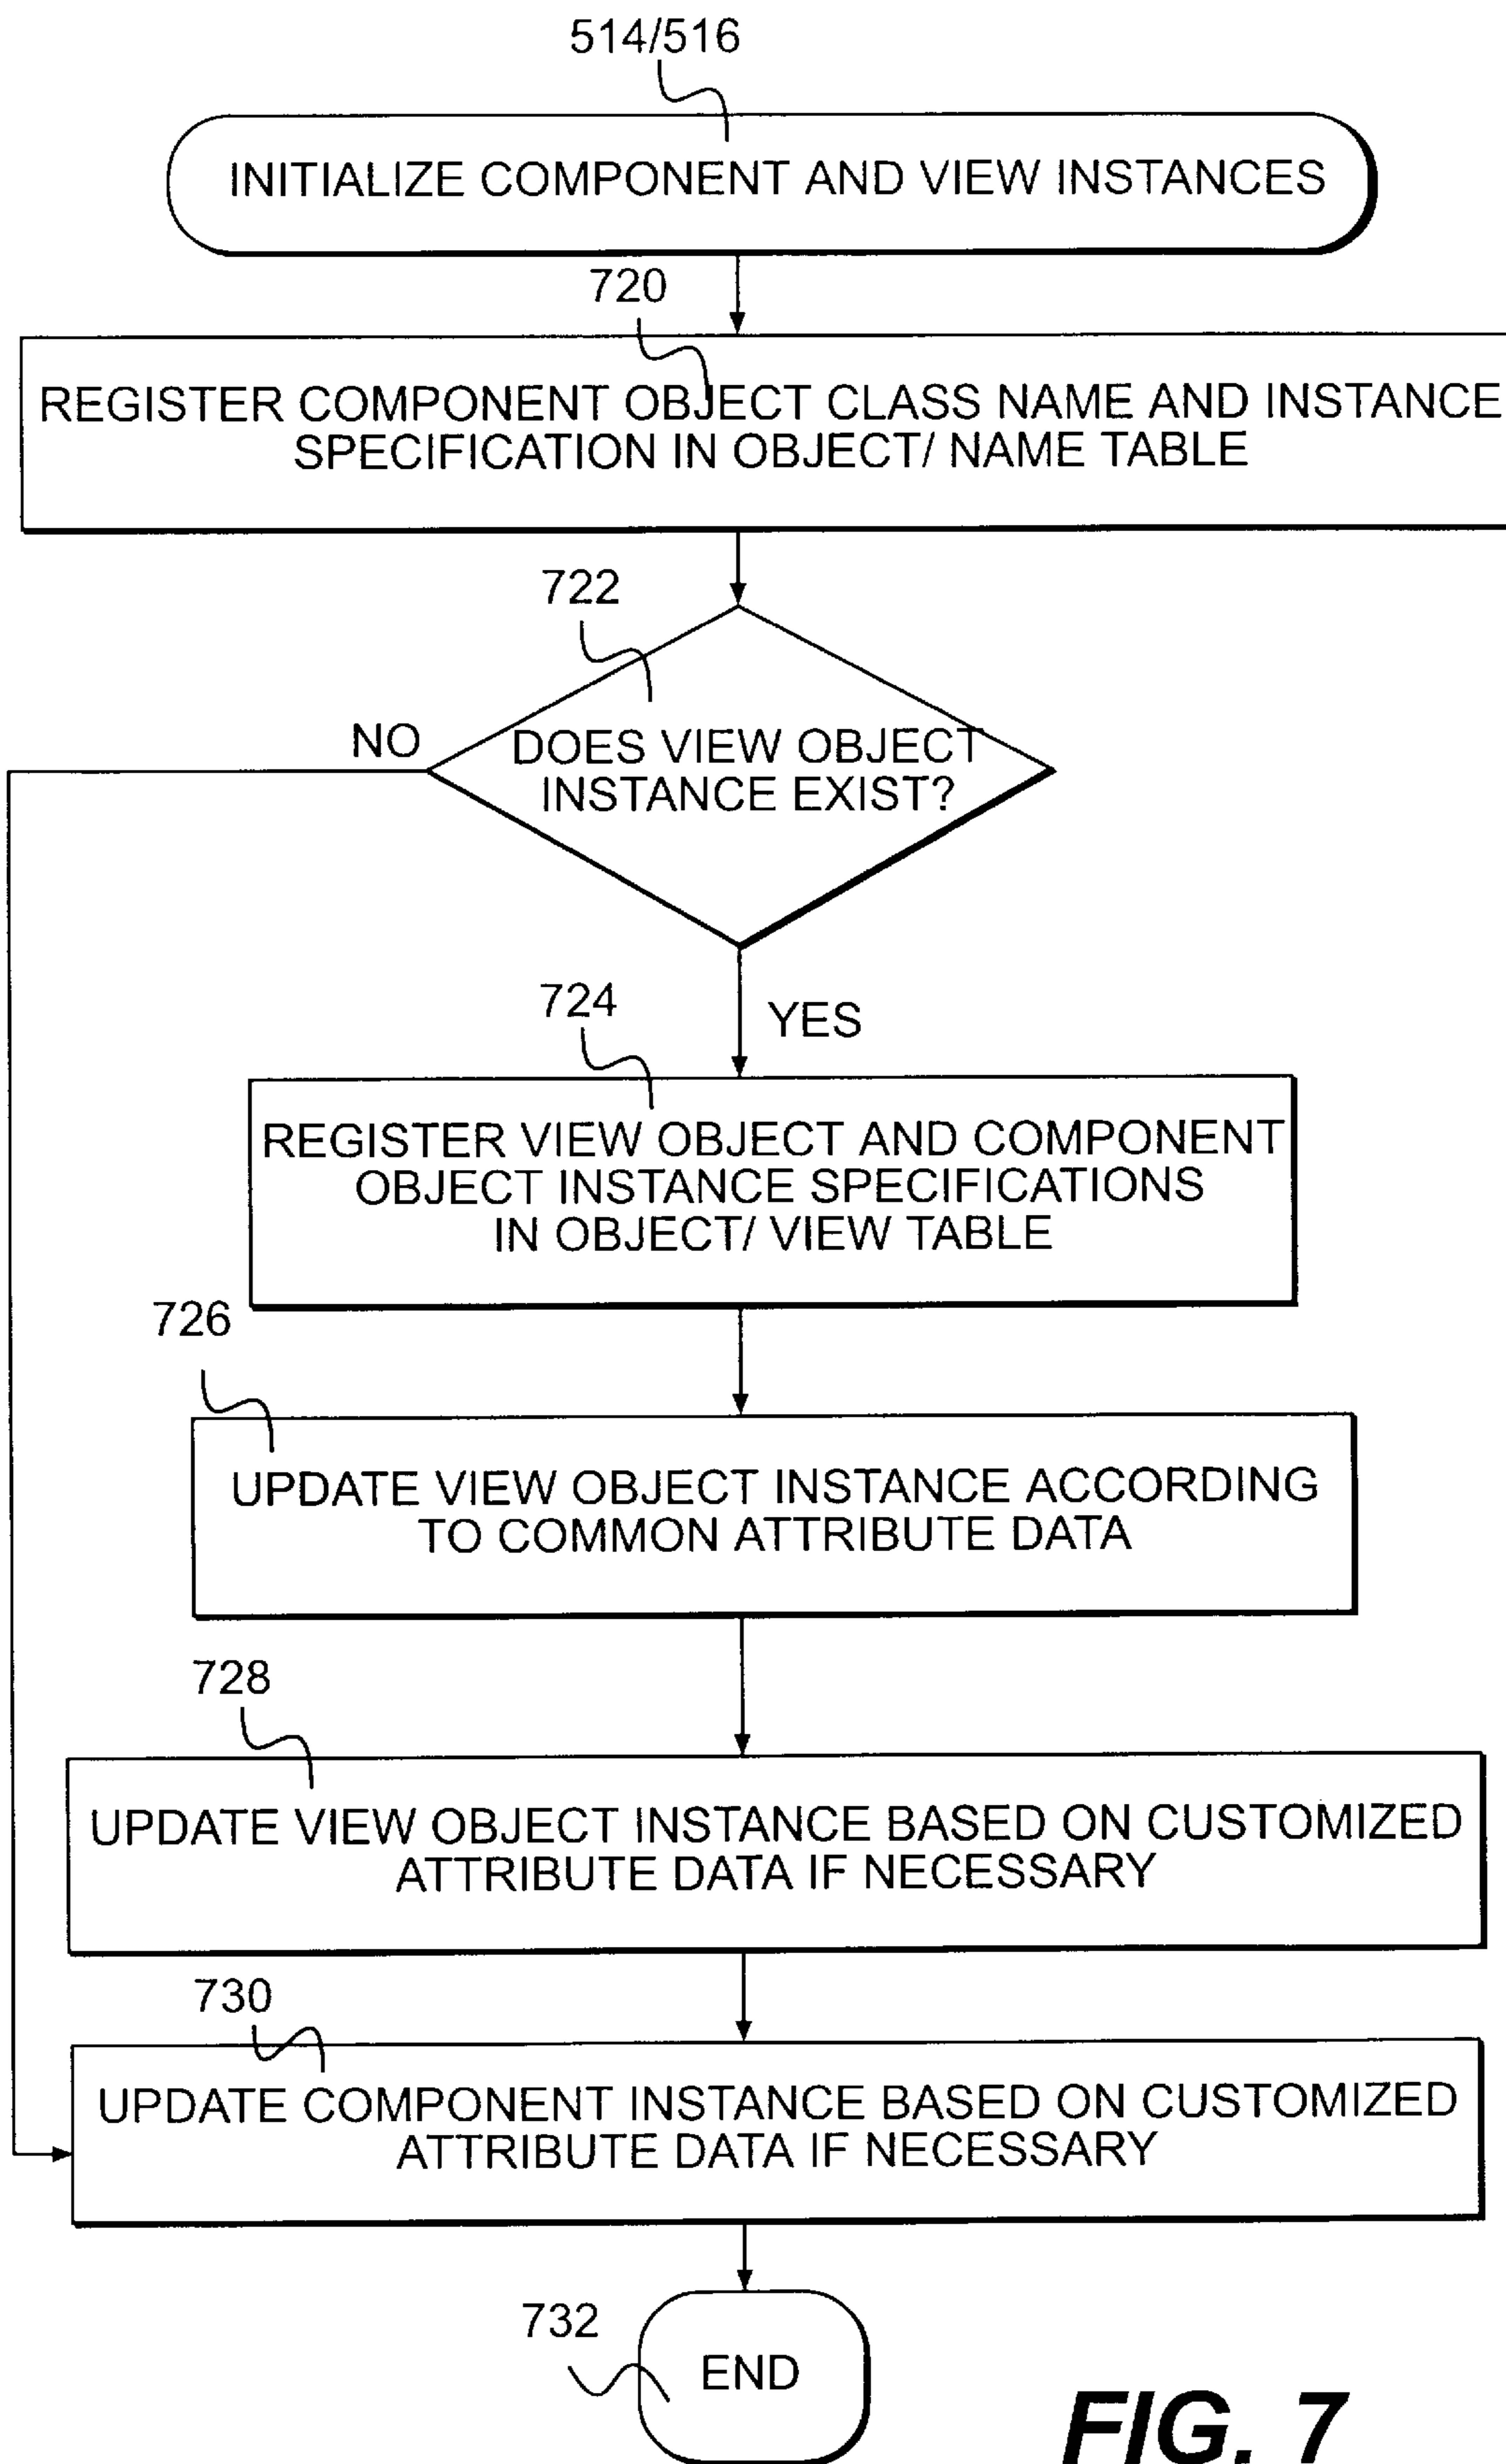 514/516
INITIALIZE COMPONENT AND VIEW INSTANCES
720
REGISTER COMPONENT OBJECT CLASS NAME AND INSTANCE
SPECIFICATION IN OBJECT/ NAME TABLE
722
NO
DOES VIEW OBJECT
INSTANCE EXIST?
724
YES
REGISTER VIEW OBJECT AND COMPONENT
OBJECT INSTANCE SPECIFICATIONS
IN OBJECT/ VIEW TABLE
726
UPDATE VIEW OBJECT INSTANCE ACCORDING
TO COMMON ATTRIBUTE DATA
728
UPDATE VIEW OBJECT INSTANCE BASED ON CUSTOMIZED
ATTRIBUTE DATA IF NECESSARY
730
UPDATE COMPONENT INSTANCE BASED ON CUSTOMIZED
ATTRIBUTE DATA IF NECESSARY
732
END
FIG. 7